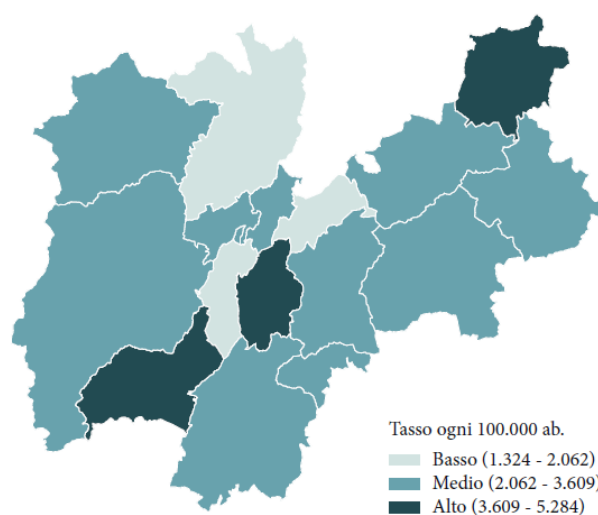 Tasso ogni 100.000 ab.
Basso (1.324 - 2.062)
Medio (2.062 - 3.609)
Alto (3.609 - 5.284)